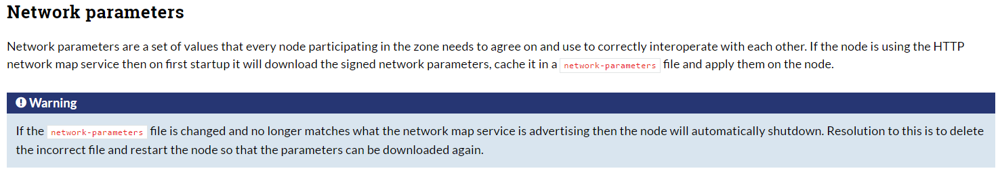 Network parameters
Network parameters are a set of values that every node participating in the zone needs to agree on and use to correctly interoperate with each other. If the node is using the HTTP
network map service then on first startup it will download the signed network parameters, cache it in a network-parameters file and apply them on the node.
Warning
If the network-parameters file is changed and no longer matches what the network map service is advertising then the node will automatically shutdown. Resolution to this is to delete
the incorrect file and restart the node so that the parameters can be downloaded again.